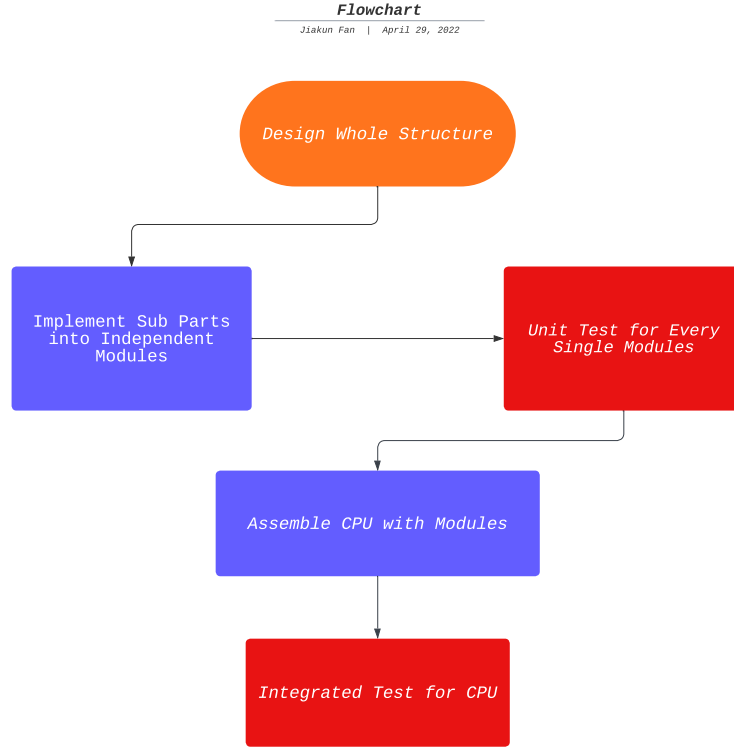 Flowchart
Jiakun Fan | April 29, 2022
Design Whole Structure
Implement Sub Parts
into Independent
Modules
Unit Test for Every
Single Modules
Assemble CPU with Modules
Integrated Test for CPU